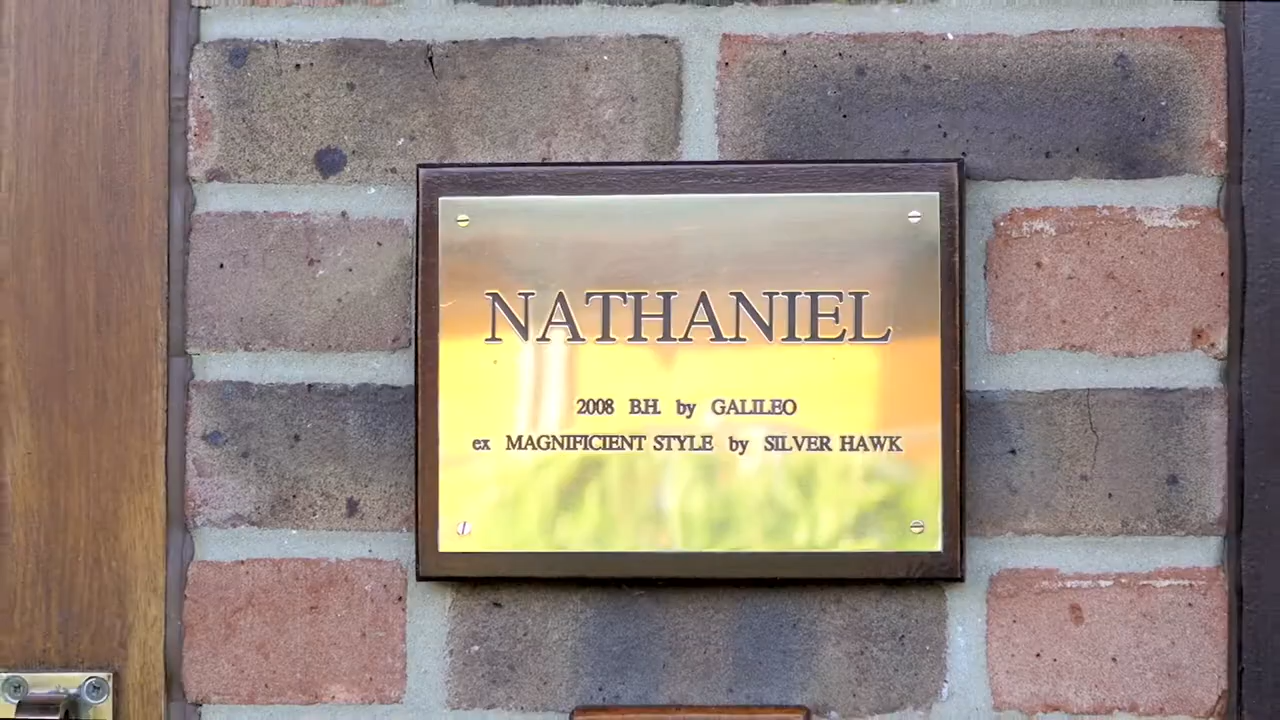 NATHANIEL
2008 B.H. by GALILEO
ex MAGNIFICIENT STYLE by SILVER HAWK